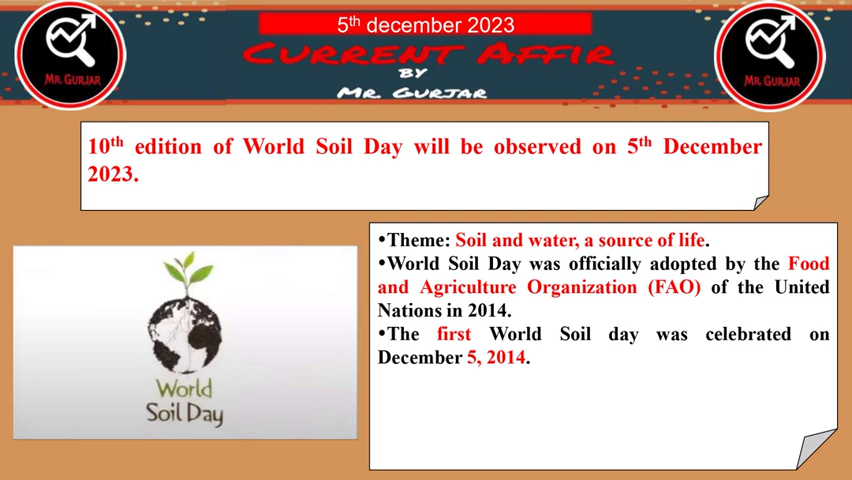 5th december 2023
Current Affir
by
Mr. Gurjar
Mr. Gurjar
Mr. Gurjar
10th edition of World Soil Day will be observed on 5th December
2023.
•Theme: Soil and water, a source of life.
•World Soil Day was officially adopted by the Food
and Agriculture Organization (FAO) of the United
Nations in 2014.
•The first World Soil day was celebrated on
December 5, 2014.
World
Soil Day